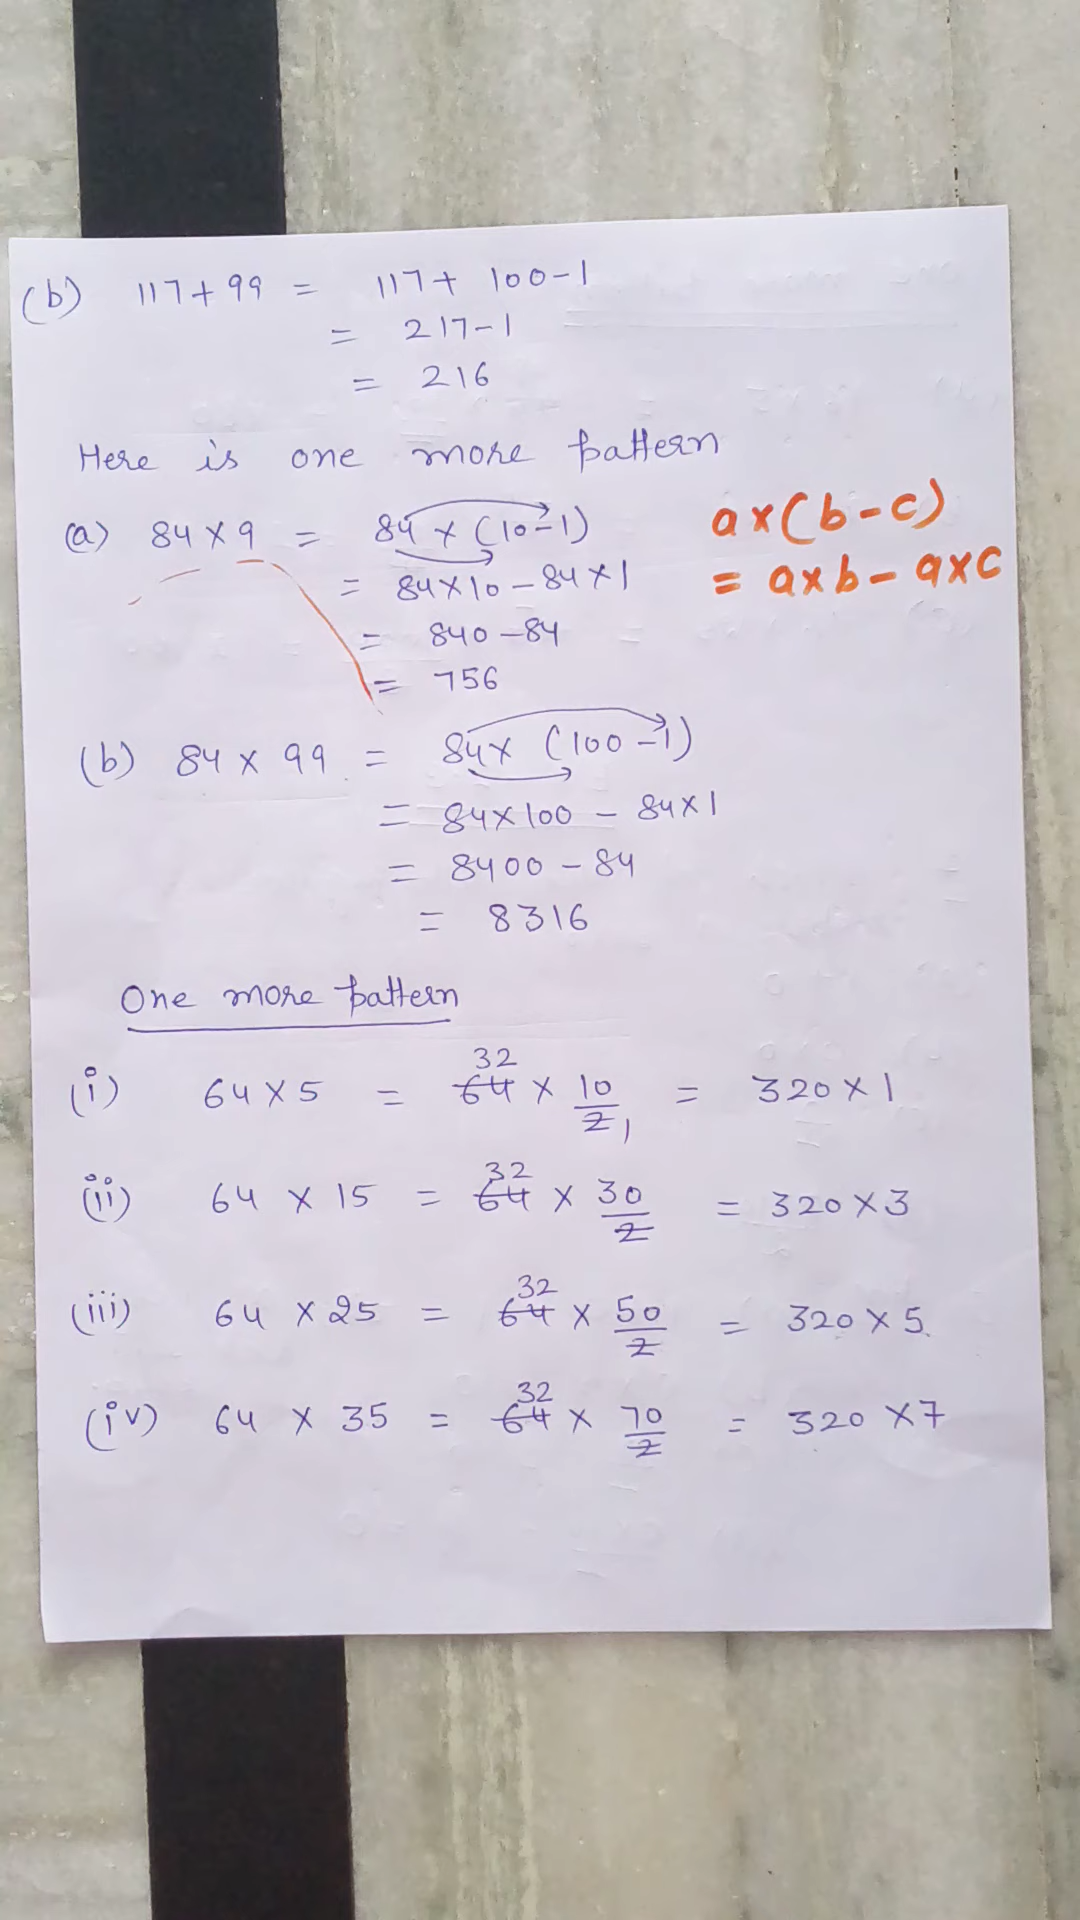 (b) 117 + 99 = 117 + 100 - 1
= 217 - 1
= 216
Here is one more pattern
(a) 84 × 9 = 84 × (10 - 1)
= 84 × 10 - 84 × 1
= 840 - 84
= 756
a × (b - c)
= a × b - a × c
(b) 84 × 99 = 84 × (100 - 1)
= 84 × 100 - 84 × 1
= 8400 - 84
= 8316
One more pattern
(i) 64 × 5 = 64 32 × 10/2 1 = 320 × 1
(ii) 64 × 15 = 64 32 × 30/2 = 320 × 3
(iii) 64 × 25 = 64 32 × 50/2 = 320 × 5.
(iv) 64 × 35 = 64 32 × 70/2 = 320 × 7